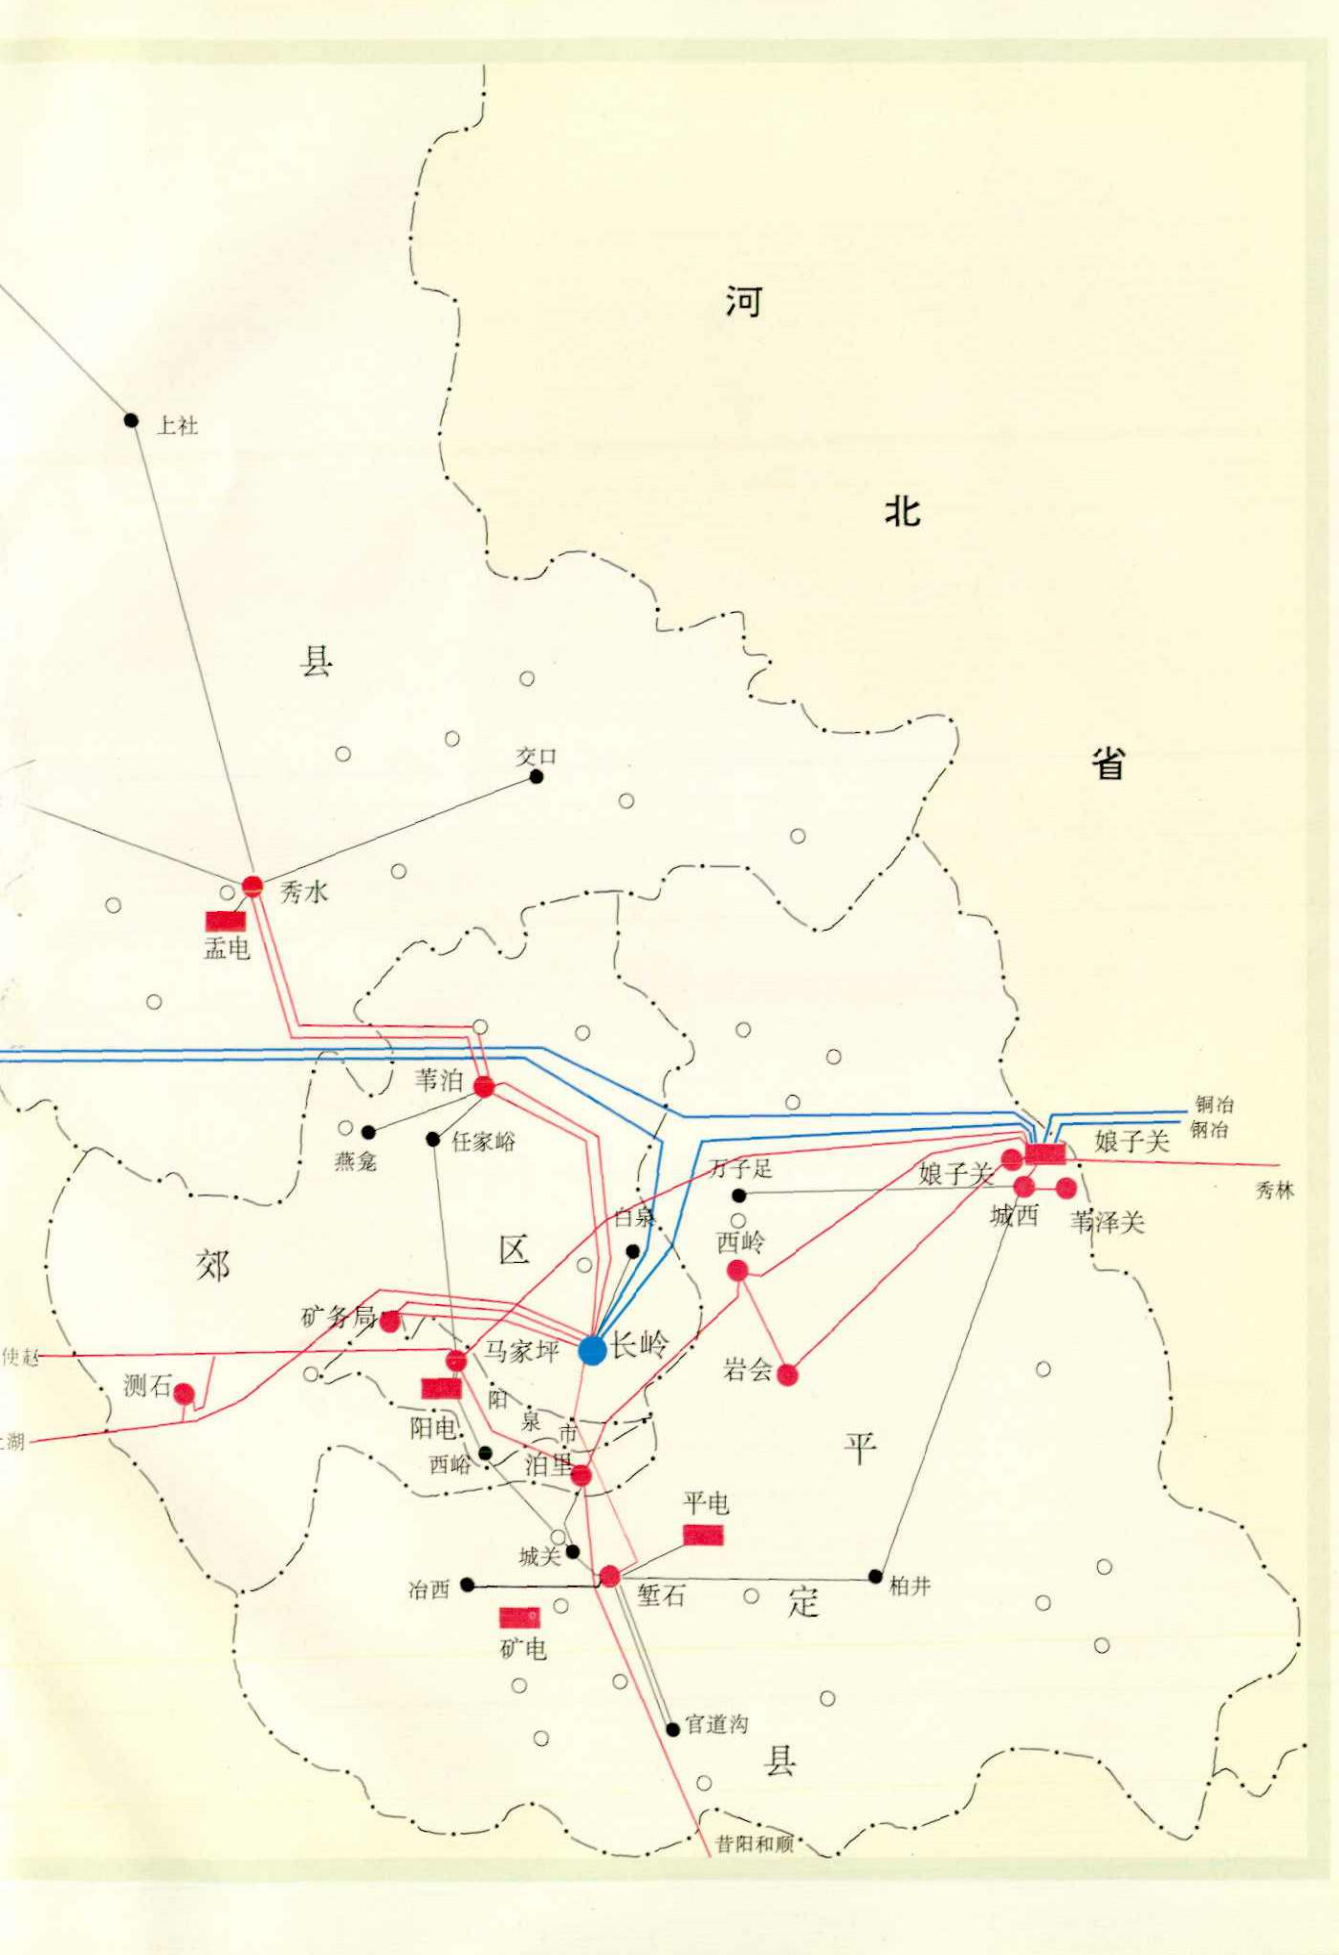 河
上社
北
县
交口
省
秀水
盂电
苇泊
铜冶
钢冶
任家峪
娘子关
燕龛
万子足
娘子关
秀林
白泉
城西
苇泽关
西岭
郊
区
矿务局
长岭
马家坪
使赵
岩会
测石
阳
泉
市
阳电
湖
平
西峪
泊里
平电
城关
冶西
柏井
堑石
定
矿电
官道沟
县
昔阳和顺